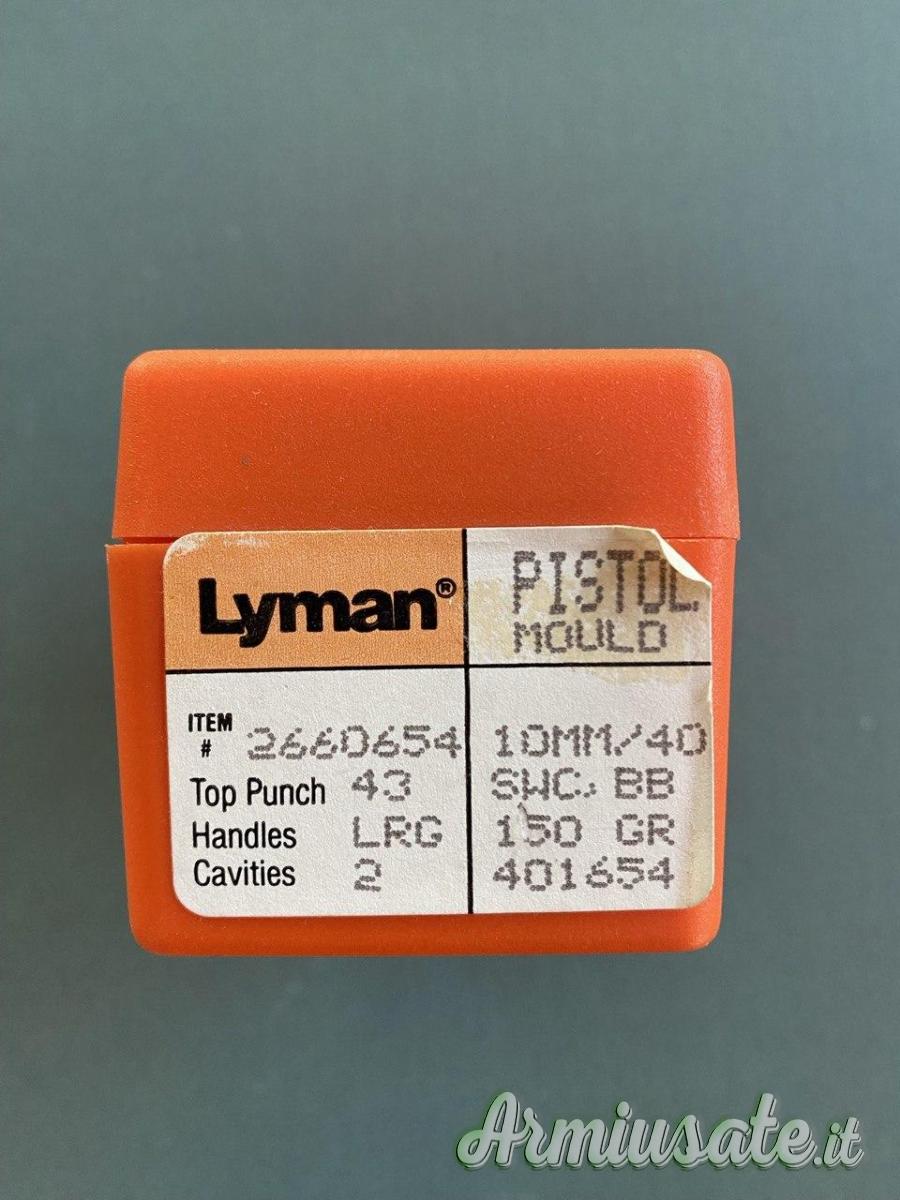 Lyman®
PISTOL
MOULD
ITEM
# 2660654
Top Punch 43
Handles LRG
Cavities 2
10MM/40
SWC. BB
150 GR
401654
Armiusate.it